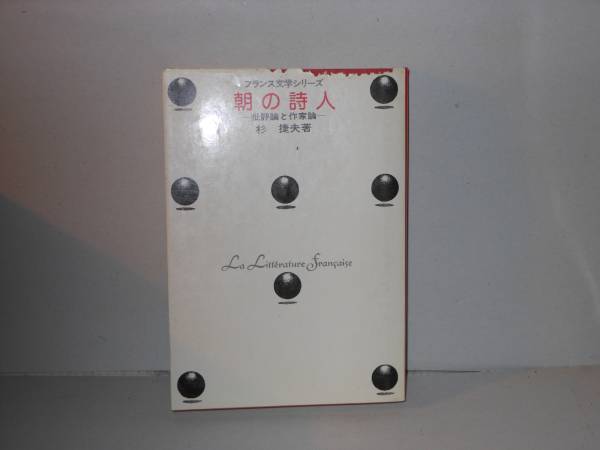 フランス文学シリーズ
朝の詩人
―批評論と作家論―
杉 捷夫著
La Littérature Française